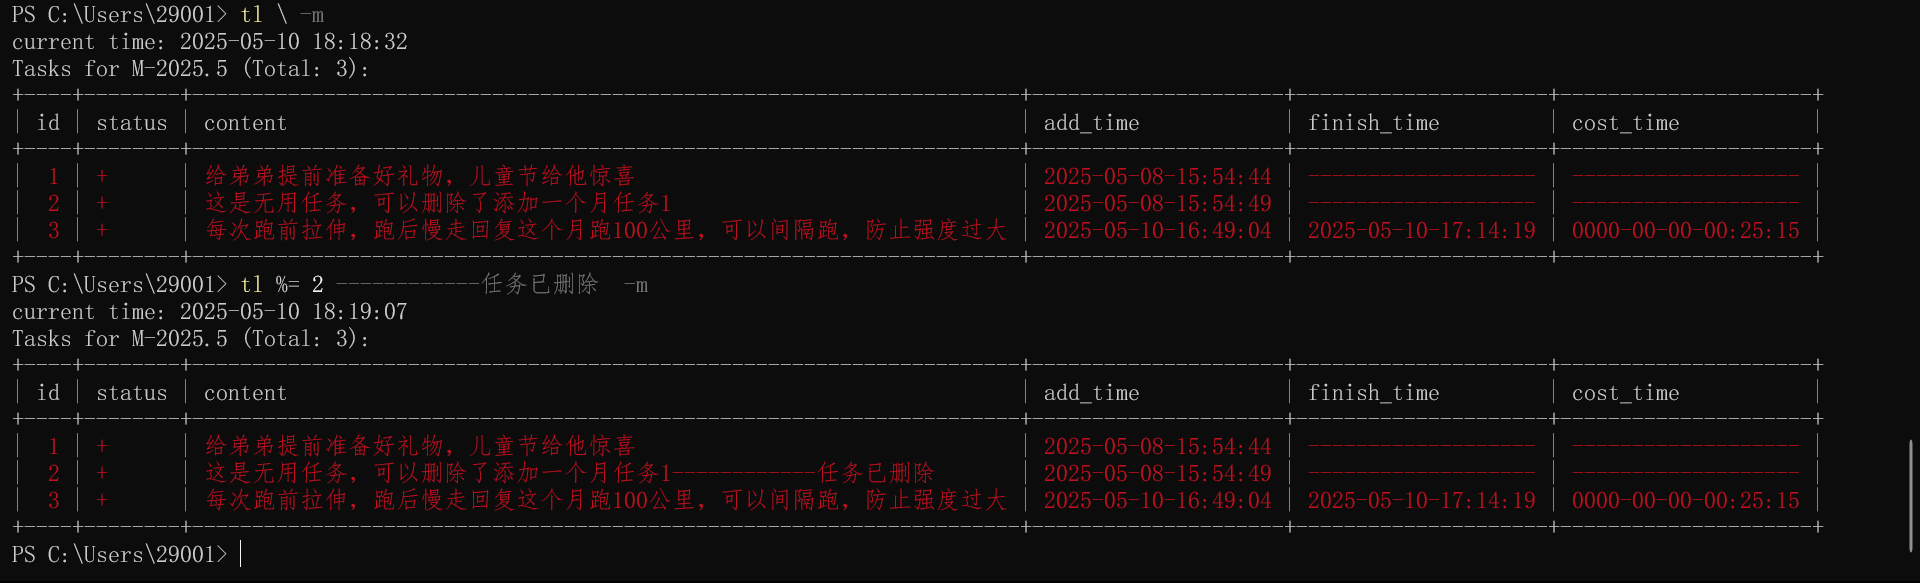 PS C:\Users\29001> tl \ -m
current time: 2025-05-10 18:18:32
Tasks for M-2025.5 (Total: 3):
+----+--------+----------------------------------------------------------------------+---------------------+---------------------+---------------------+
| id | status | content | add_time | finish_time | cost_time |
+----+--------+----------------------------------------------------------------------+---------------------+---------------------+---------------------+
| 1 | + | 给弟弟提前准备好礼物，儿童节给他惊喜 | 2025-05-08-15:54:44 | ------------------- | ------------------- |
| 2 | + | 这是无用任务，可以删除了添加一个月任务1 | 2025-05-08-15:54:49 | ------------------- | ------------------- |
| 3 | + | 每次跑前拉伸，跑后慢走回复这个月跑100公里，可以间隔跑，防止强度过大 | 2025-05-10-16:49:04 | 2025-05-10-17:14:19 | 0000-00-00-00:25:15 |
+----+--------+----------------------------------------------------------------------+---------------------+---------------------+---------------------+
PS C:\Users\29001> tl %= 2 ------------任务已删除 -m
current time: 2025-05-10 18:19:07
Tasks for M-2025.5 (Total: 3):
+----+--------+----------------------------------------------------------------------+---------------------+---------------------+---------------------+
| id | status | content | add_time | finish_time | cost_time |
+----+--------+----------------------------------------------------------------------+---------------------+---------------------+---------------------+
| 1 | + | 给弟弟提前准备好礼物，儿童节给他惊喜 | 2025-05-08-15:54:44 | ------------------- | ------------------- |
| 2 | + | 这是无用任务，可以删除了添加一个月任务1------------任务已删除 | 2025-05-08-15:54:49 | ------------------- | ------------------- |
| 3 | + | 每次跑前拉伸，跑后慢走回复这个月跑100公里，可以间隔跑，防止强度过大 | 2025-05-10-16:49:04 | 2025-05-10-17:14:19 | 0000-00-00-00:25:15 |
+----+--------+----------------------------------------------------------------------+---------------------+---------------------+---------------------+
PS C:\Users\29001>